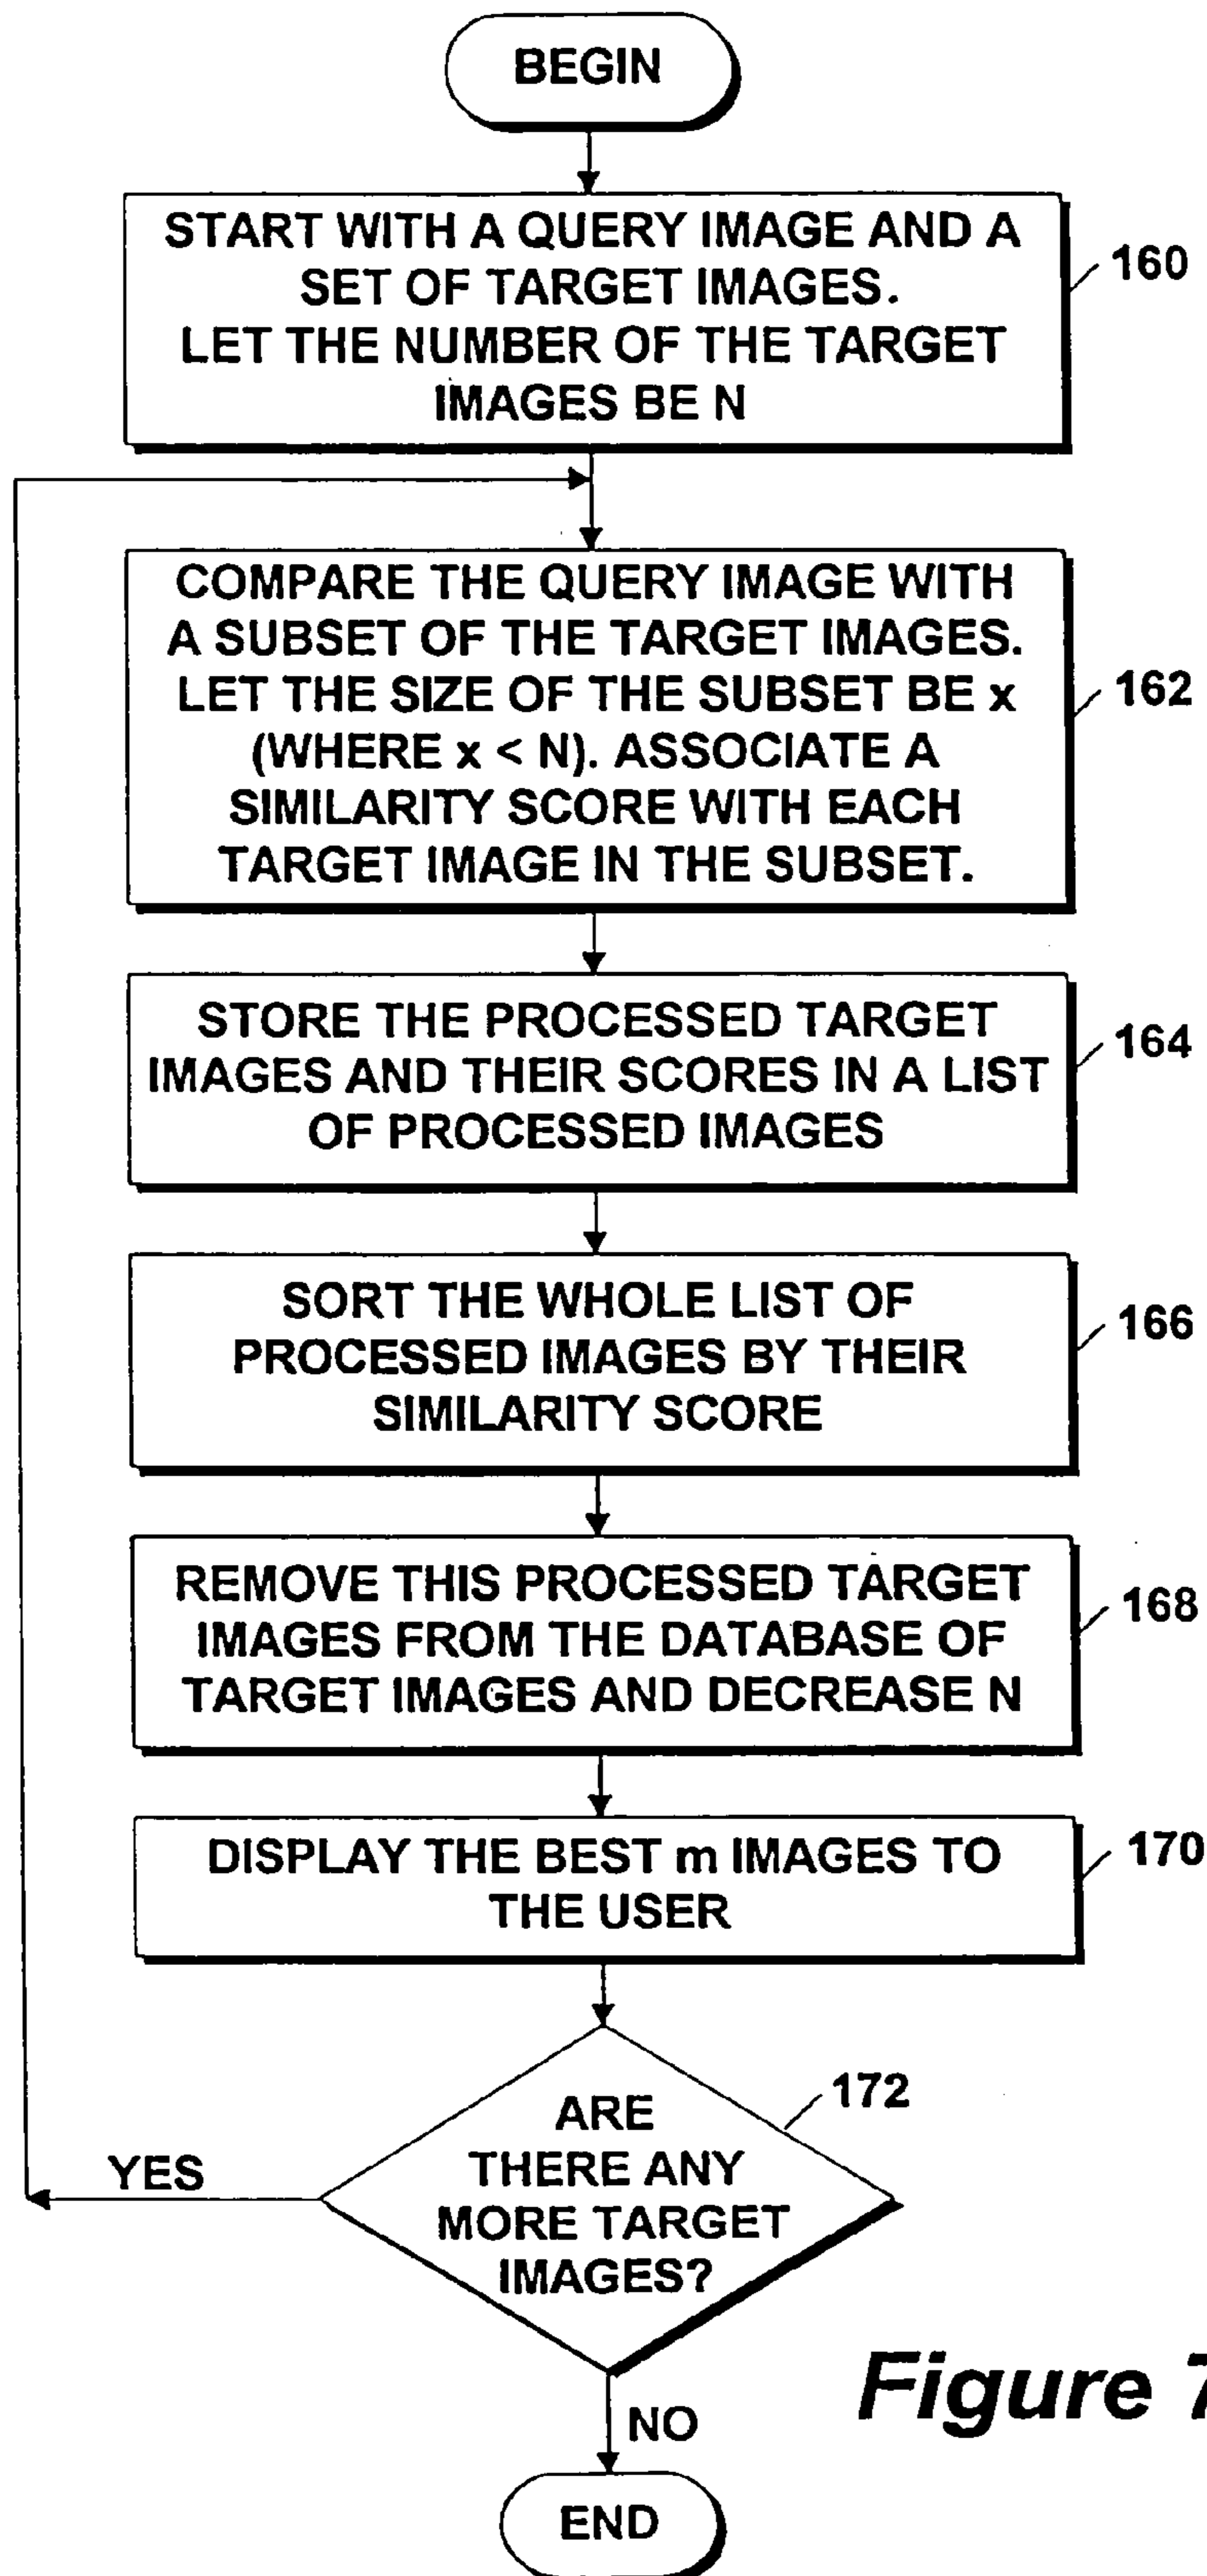 BEGIN
START WITH A QUERY IMAGE AND A
SET OF TARGET IMAGES.
LET THE NUMBER OF THE TARGET
IMAGES BE N
160
COMPARE THE QUERY IMAGE WITH
A SUBSET OF THE TARGET IMAGES.
LET THE SIZE OF THE SUBSET BE x
(WHERE x < N). ASSOCIATE A
SIMILARITY SCORE WITH EACH
TARGET IMAGE IN THE SUBSET.
162
STORE THE PROCESSED TARGET
IMAGES AND THEIR SCORES IN A LIST
OF PROCESSED IMAGES
164
SORT THE WHOLE LIST OF
PROCESSED IMAGES BY THEIR
SIMILARITY SCORE
166
REMOVE THIS PROCESSED TARGET
IMAGES FROM THE DATABASE OF
TARGET IMAGES AND DECREASE N
168
DISPLAY THE BEST m IMAGES TO
THE USER
170
ARE
THERE ANY
MORE TARGET
IMAGES?
172
YES
NO
END
Figure 7